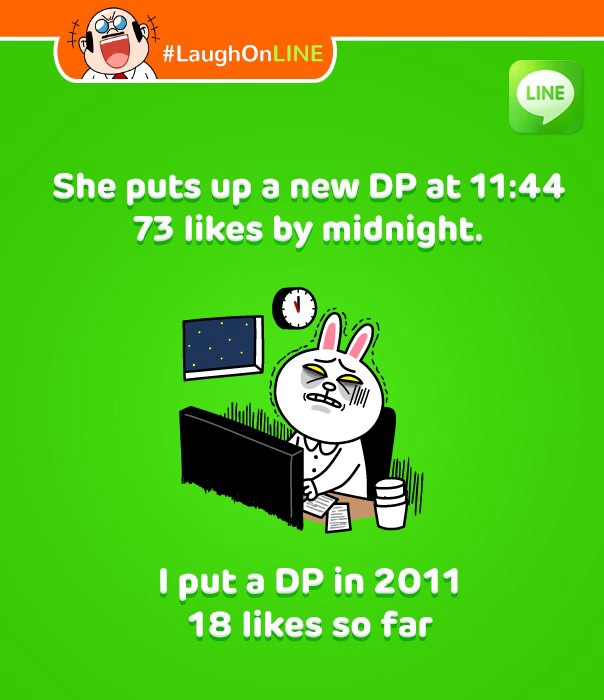 #LaughOnLINE
LINE
She puts up a new DP at 11:44
73 likes by midnight.
I put a DP in 2011
18 likes so far